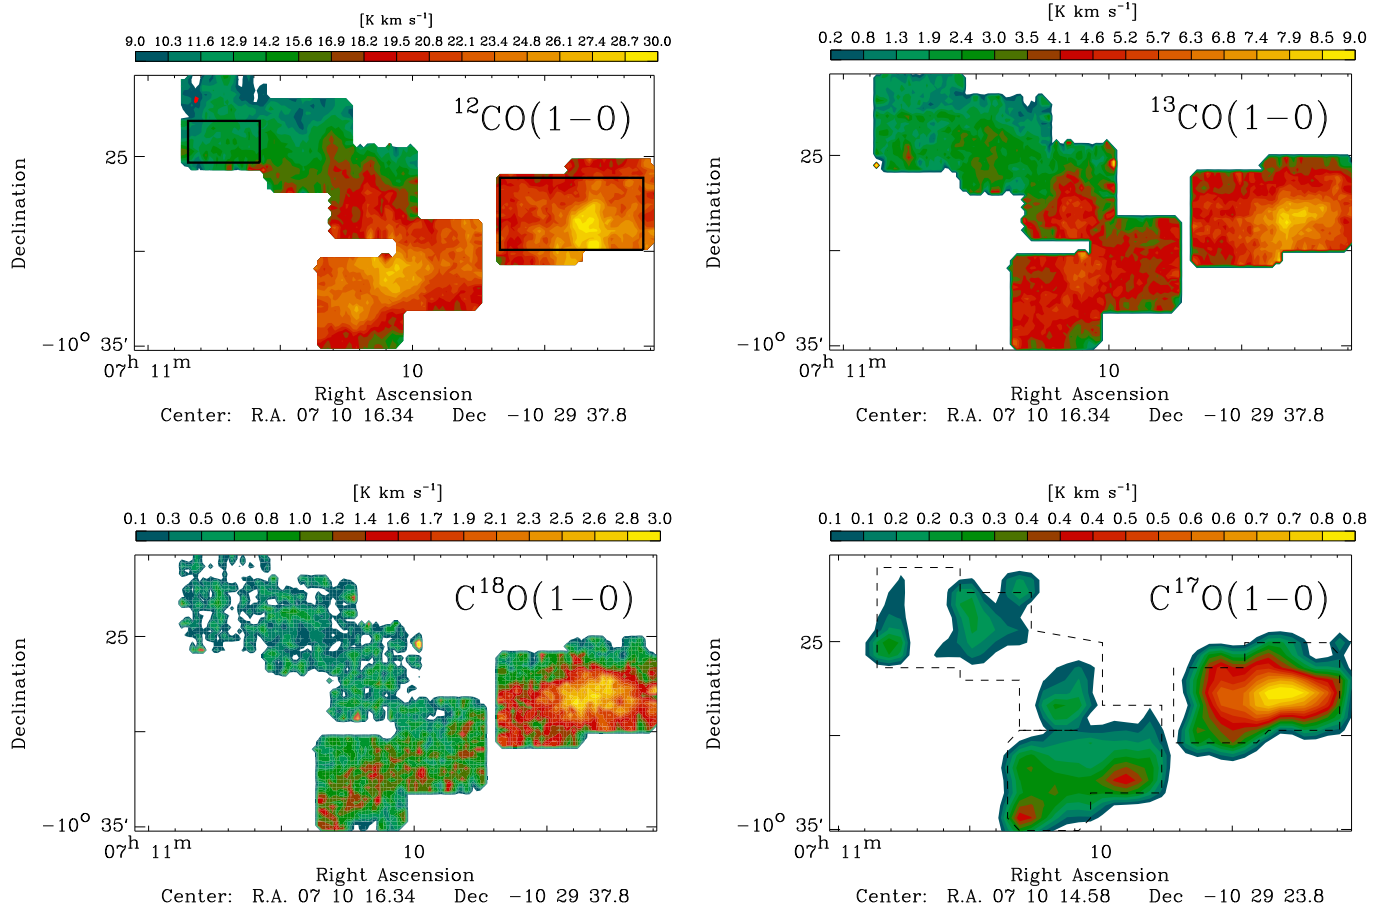 [K km s⁻¹]
9.0 10.3 11.6 12.9 14.2 15.6 16.9 18.2 19.5 20.8 22.1 23.4 24.8 26.1 27.4 28.7 30.0
¹²CO(1−0)
Declination
25
−10° 35′
07ʰ 11ᵐ
10
Right Ascension
Center: R.A. 07 10 16.34 Dec −10 29 37.8
[K km s⁻¹]
0.2 0.8 1.3 1.9 2.4 3.0 3.5 4.1 4.6 5.2 5.7 6.3 6.8 7.4 7.9 8.5 9.0
¹³CO(1−0)
Declination
25
−10° 35′
07ʰ 11ᵐ
10
Right Ascension
Center: R.A. 07 10 16.34 Dec −10 29 37.8
[K km s⁻¹]
0.1 0.3 0.5 0.6 0.8 1.0 1.2 1.4 1.6 1.7 1.9 2.1 2.3 2.5 2.6 2.8 3.0
C¹⁸O(1−0)
Declination
25
−10° 35′
07ʰ 11ᵐ
10
Right Ascension
Center: R.A. 07 10 16.34 Dec −10 29 37.8
[K km s⁻¹]
0.1 0.1 0.2 0.2 0.3 0.3 0.4 0.4 0.4 0.5 0.5 0.6 0.6 0.7 0.7 0.8 0.8
C¹⁷O(1−0)
Declination
25
−10° 35′
07ʰ 11ᵐ
10
Right Ascension
Center: R.A. 07 10 14.58 Dec −10 29 23.8